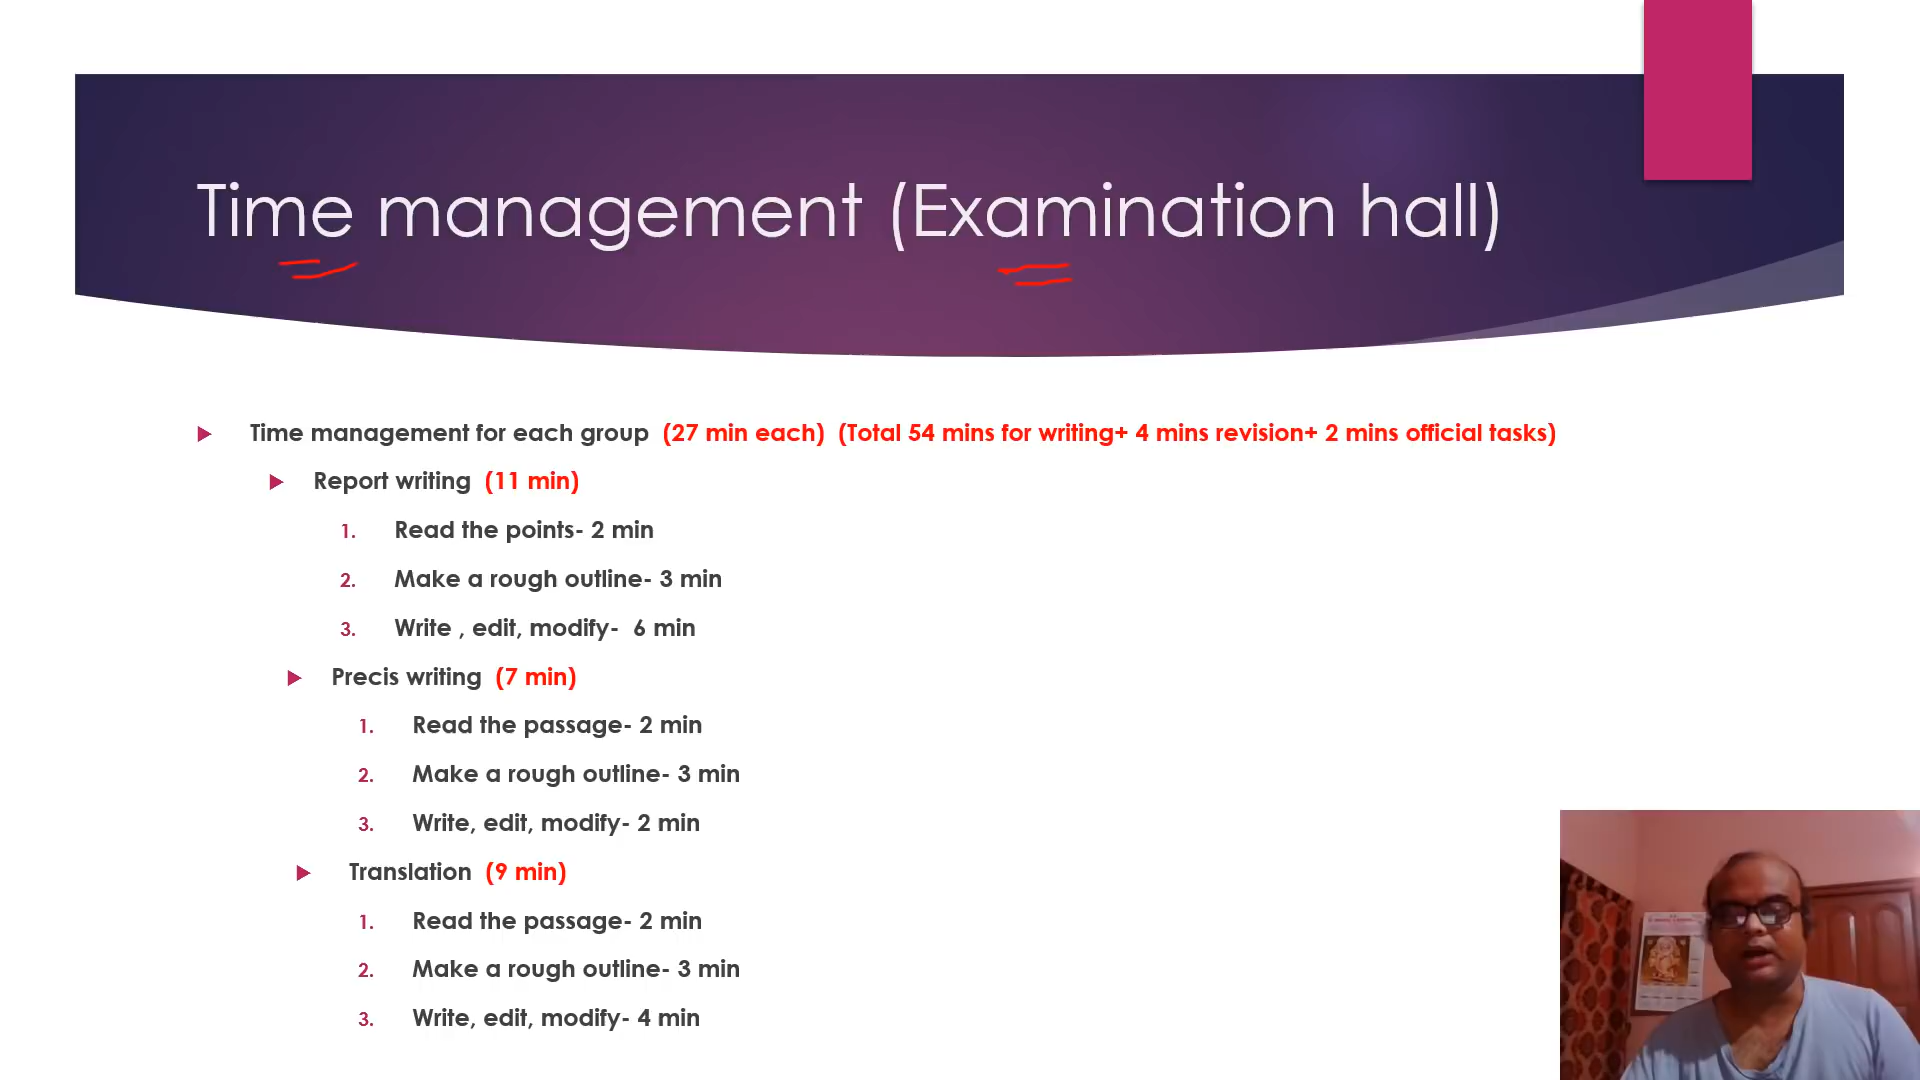 Time management (Examination hall)
Time management for each group (27 min each) (Total 54 mins for writing+ 4 mins revision+ 2 mins official tasks)
Report writing (11 min)
1. Read the points- 2 min
2. Make a rough outline- 3 min
3. Write , edit, modify- 6 min
Precis writing (7 min)
1. Read the passage- 2 min
2. Make a rough outline- 3 min
3. Write, edit, modify- 2 min
Translation (9 min)
1. Read the passage- 2 min
2. Make a rough outline- 3 min
3. Write, edit, modify- 4 min